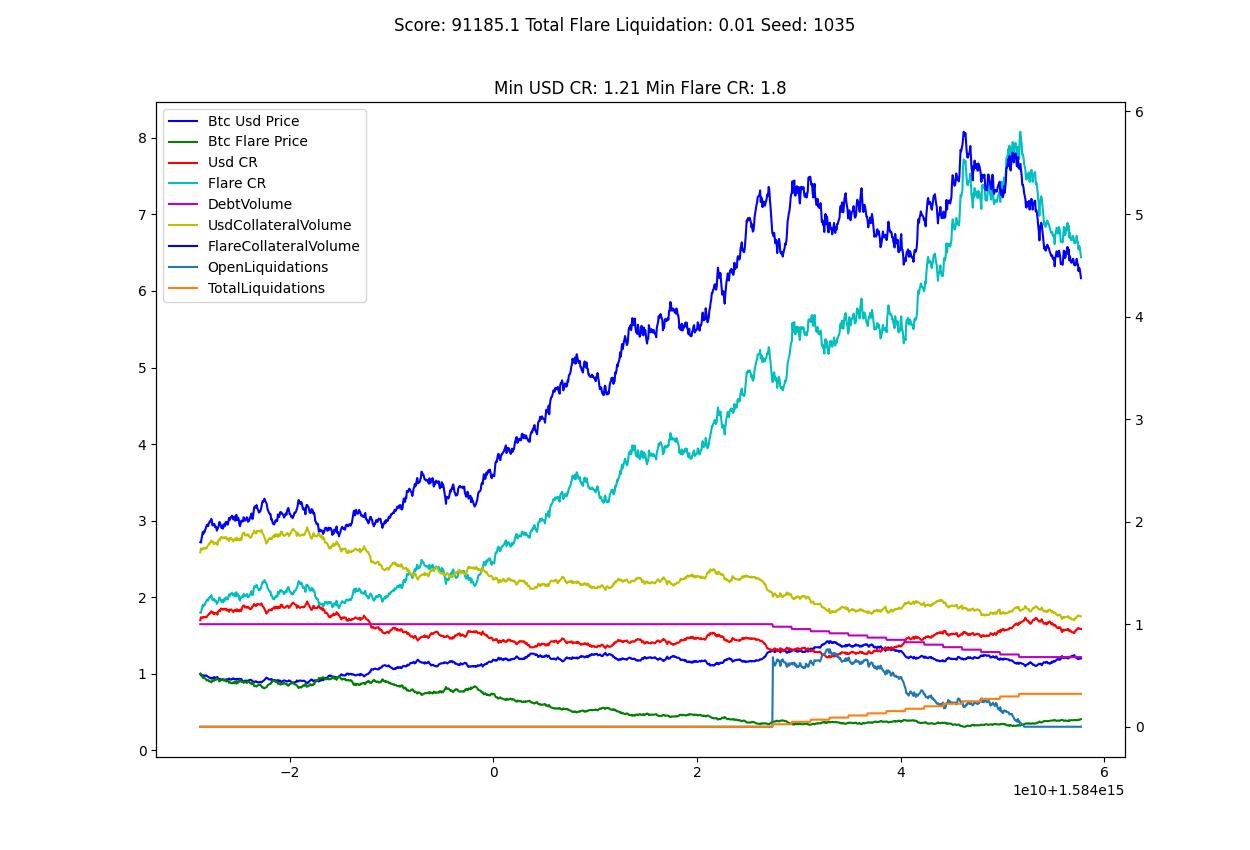 Score: 91185.1 Total Flare Liquidation: 0.01 Seed: 1035
Min USD CR: 1.21 Min Flare CR: 1.8
Btc Usd Price
Btc Flare Price
Usd CR
Flare CR
DebtVolume
UsdCollateralVolume
FlareCollateralVolume
OpenLiquidations
TotalLiquidations
8
7
6
5
4
3
2
1
0
6
5
4
3
2
1
0
−2
0
2
4
6
1e10+1.584e15